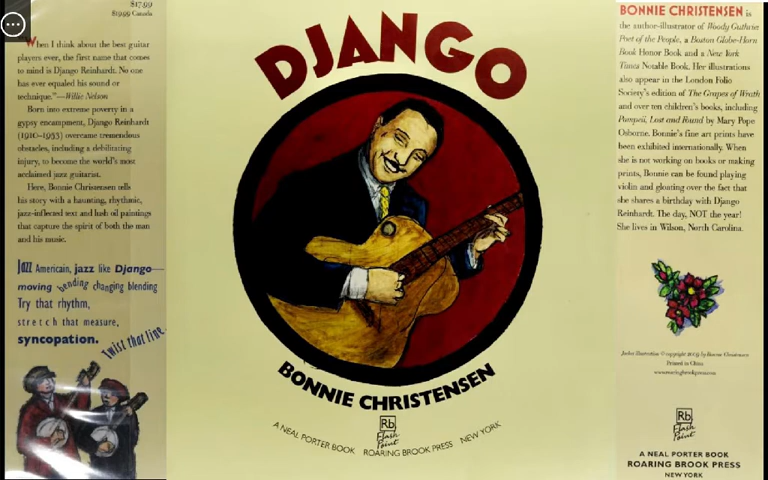 $17.99
$19.99 Canada
When I think about the best guitar
players ever, the first name that comes
to mind is Django Reinhardt. No one
has ever equaled his sound or
technique."—Willie Nelson
Born into extreme poverty in a
gypsy encampment, Django Reinhardt
(1910–1953) overcame tremendous
obstacles, including a debilitating
injury, to become the world's most
acclaimed jazz guitarist.
Here, Bonnie Christensen tells
his story with a haunting, rhythmic,
jazz-inflected text and lush oil paintings
that capture the spirit of both the man
and his music.
Jazz Americain, jazz like Django—
moving bending changing blending
Try that rhythm,
stretch that measure,
syncopation. Twist that line.
DJANGO
BONNIE CHRISTENSEN
Rb
Flash
Point
A NEAL PORTER BOOK ROARING BROOK PRESS NEW YORK
BONNIE CHRISTENSEN is
the author-illustrator of Woody Guthrie:
Poet of the People, a Boston Globe-Horn
Book Honor Book and a New York
Times Notable Book. Her illustrations
also appear in the London Folio
Society's edition of The Grapes of Wrath
and over ten children's books, including
Pompeii, Lost and Found by Mary Pope
Osborne. Bonnie's fine art prints have
been exhibited internationally. When
she is not working on books or making
prints, Bonnie can be found playing
violin and gloating over the fact that
she shares a birthday with Django
Reinhardt. The day, NOT the year!
She lives in Wilson, North Carolina.
Jacket illustration © copyright 2009 by Bonnie Christensen
Printed in China
www.roaringbrookpress.com
Rb
Flash
Point
A NEAL PORTER BOOK
ROARING BROOK PRESS
NEW YORK